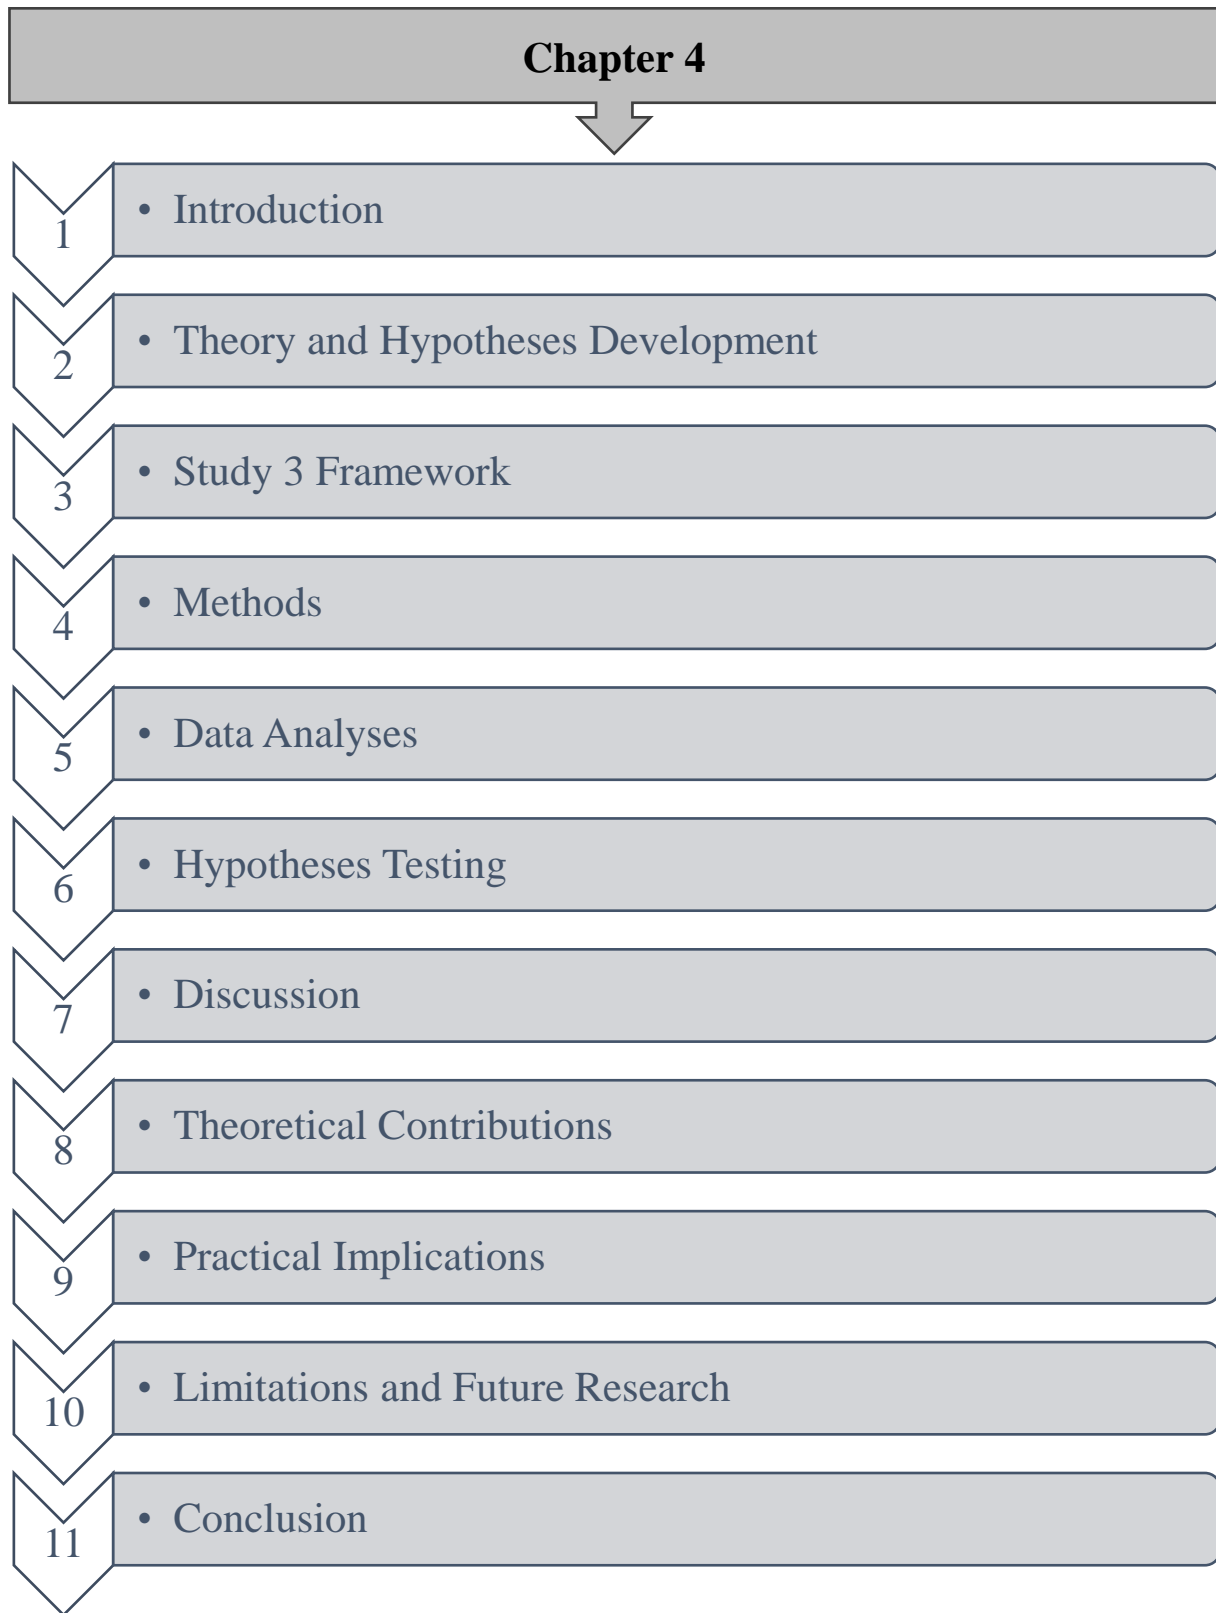 Chapter 4
1
• Introduction
2
• Theory and Hypotheses Development
3
• Study 3 Framework
4
• Methods
5
• Data Analyses
6
• Hypotheses Testing
7
• Discussion
8
• Theoretical Contributions
9
• Practical Implications
10
• Limitations and Future Research
11
• Conclusion